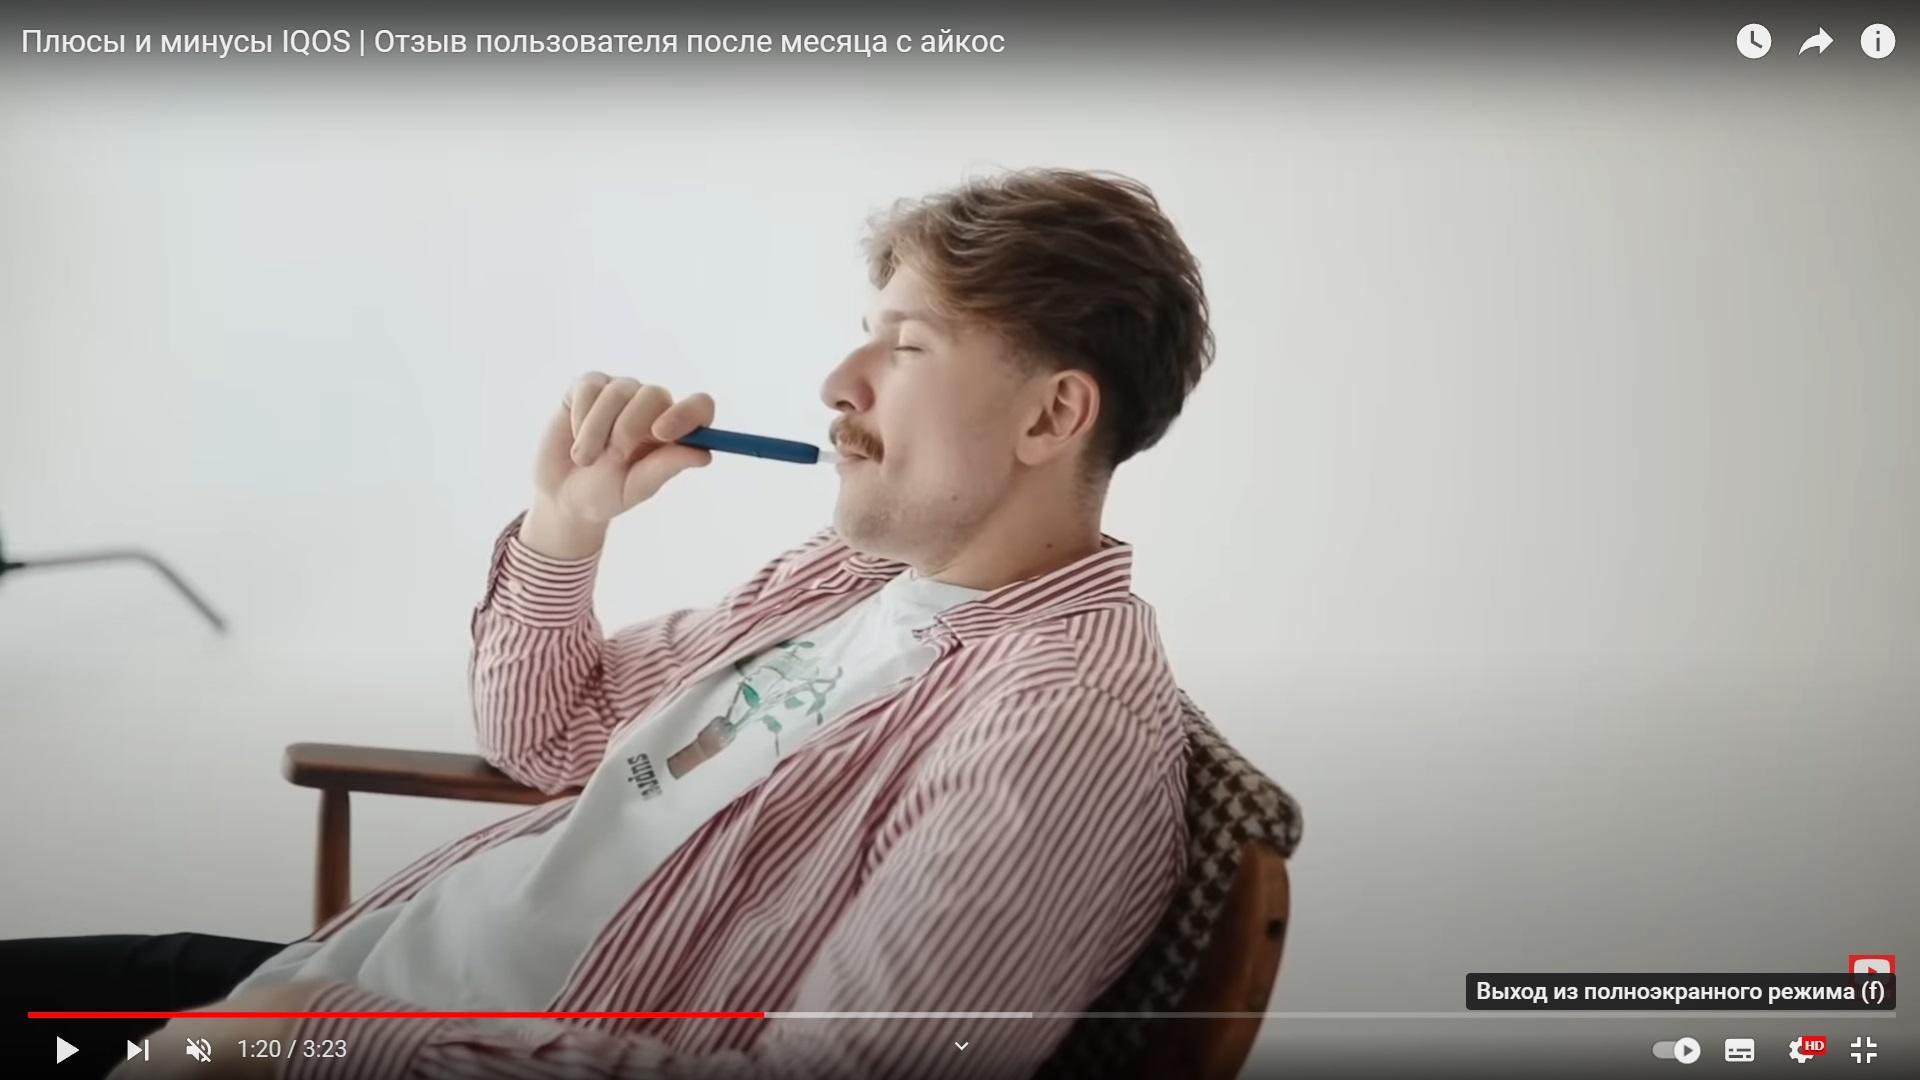 Плюсы и минусы IQOS | Отзыв пользователя после месяца с айкос
Выход из полноэкранного режима (f)
1:20 / 3:23
HD